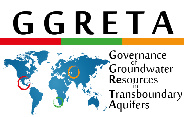 GGRETA
Governance
of
Groundwater
Resources
in
Transboundary
Aquifers